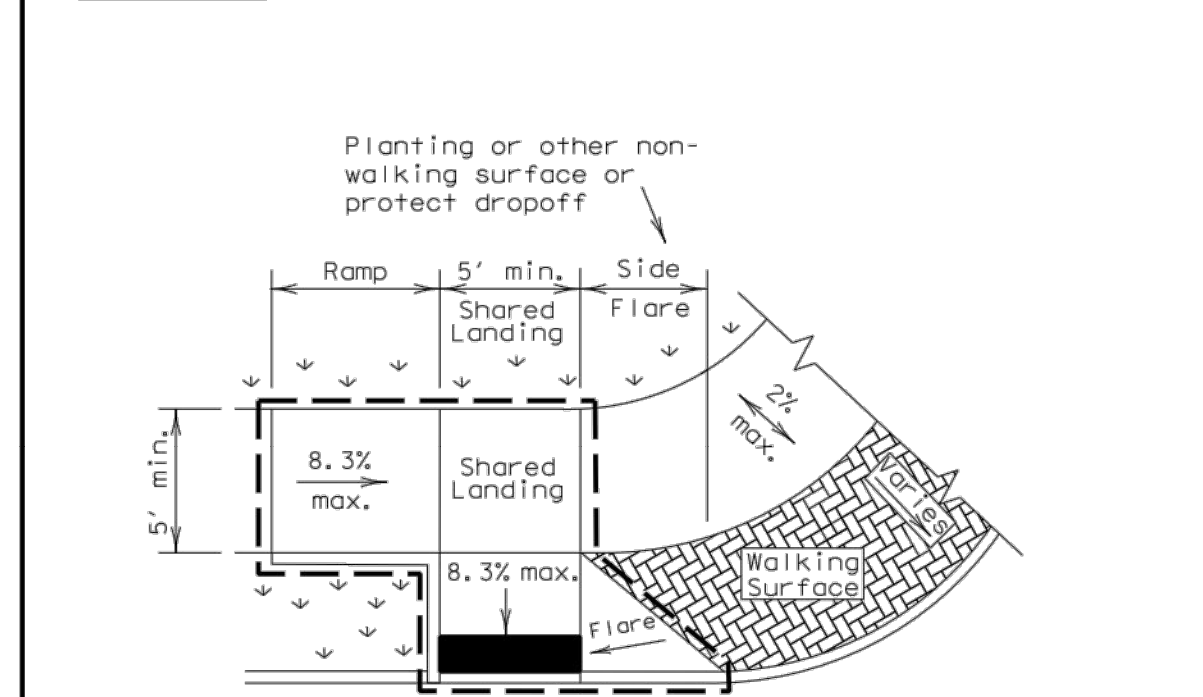 Planting or other non-
walking surface or
protect dropoff
Ramp
5' min.
Side
Shared
Landing
Flare
2%
max.
5' min.
8.3%
max.
Shared
Landing
Varies
8.3% max.
Walking
Surface
Flare